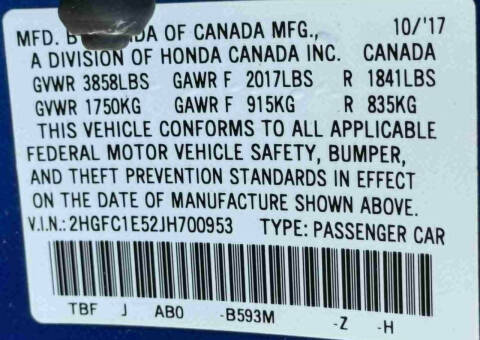 MFD. B DA OF CANADA MFG., 10/'17
A DIVISION OF HONDA CANADA INC. CANADA
GVWR 3858LBS GAWR F 2017LBS R 1841LBS
GVWR 1750KG GAWR F 915KG R 835KG
THIS VEHICLE CONFORMS TO ALL APPLICABLE
FEDERAL MOTOR VEHICLE SAFETY, BUMPER,
AND THEFT PREVENTION STANDARDS IN EFFECT
ON THE DATE OF MANUFACTURE SHOWN ABOVE.
V.I.N.: 2HGFC1E52JH700953 TYPE: PASSENGER CAR
TBF J AB0 -B593M -Z -H